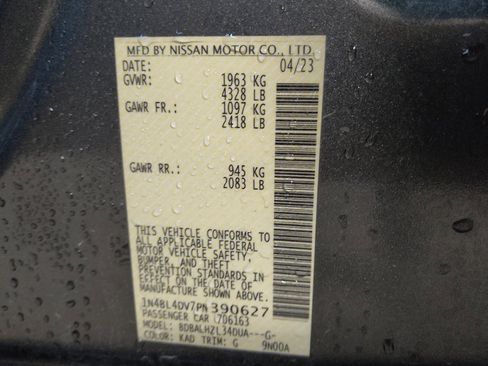 MFD BY NISSAN MOTOR CO., LTD.
DATE: 04/23
GVWR: 1963 KG
4328 LB
GAWR FR.: 1097 KG
2418 LB
GAWR RR.: 945 KG
2083 LB
THIS VEHICLE CONFORMS TO
ALL APPLICABLE FEDERAL
MOTOR VEHICLE SAFETY,
BUMPER, AND THEFT
PREVENTION STANDARDS IN
EFFECT ON THE DATE OF
MANUFACTURE SHOWN ABOVE.
1N4BL4DV7PN390627
PASSENGER CAR L706163
MODEL: BDBALHZL34DUA---G-
COLOR: KAD TRIM: G 9N00A